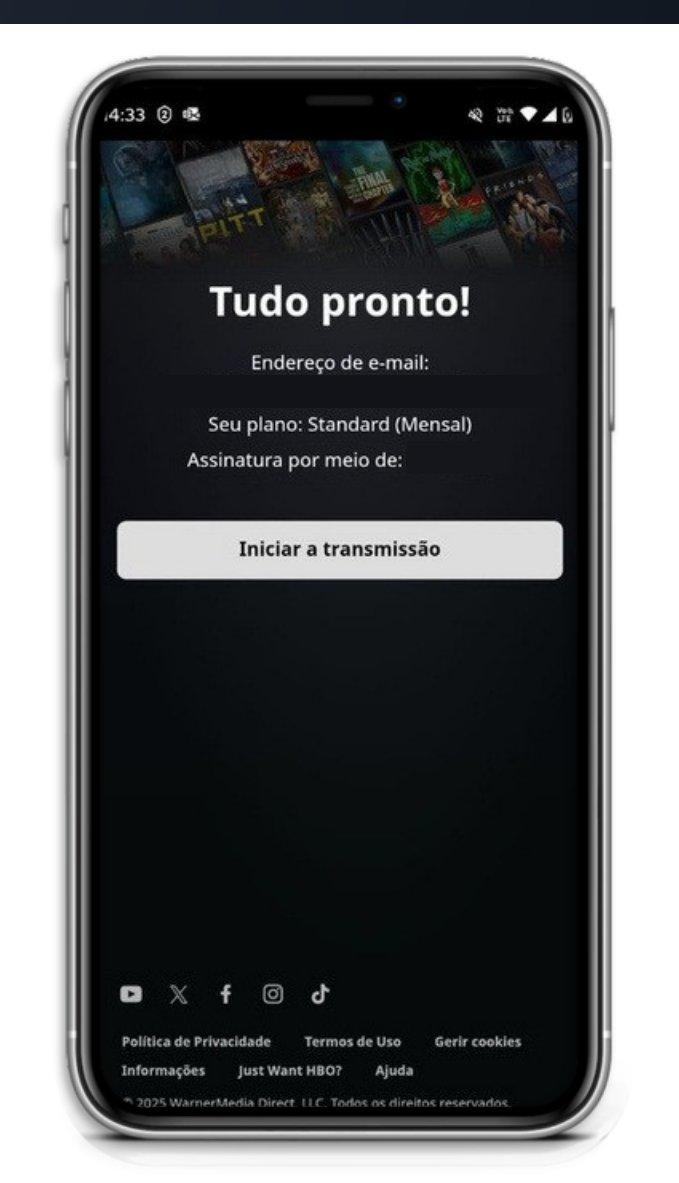 4:33
PITT
THE FINAL CHAPTER
FRIENDS
Tudo pronto!
Endereço de e-mail:
Seu plano: Standard (Mensal)
Assinatura por meio de:
Iniciar a transmissão
Política de Privacidade Termos de Uso Gerir cookies
Informações Just Want HBO? Ajuda
© 2025 WarnerMedia Direct, LLC. Todos os direitos reservados.